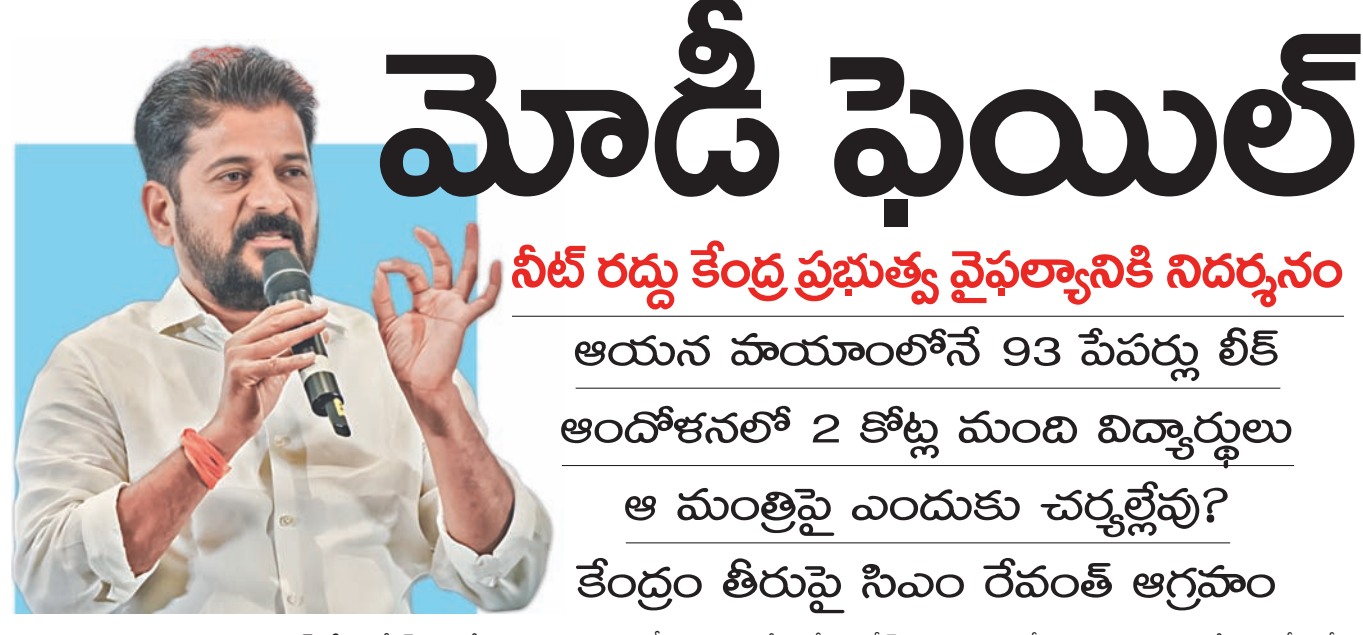 మోడీ ఫెయిల్
నీట్ రద్దు కేంద్ర ప్రభుత్వ వైఫల్యానికి నిదర్శనం
ఆయన హయాంలోనే 93 పేపర్లు లీక్
ఆందోళనలో 2 కోట్ల మంది విద్యార్థులు
ఆ మంత్రిపై ఎందుకు చర్యల్లేవు?
కేంద్రం తీరుపై సిఎం రేవంత్ ఆగ్రహం